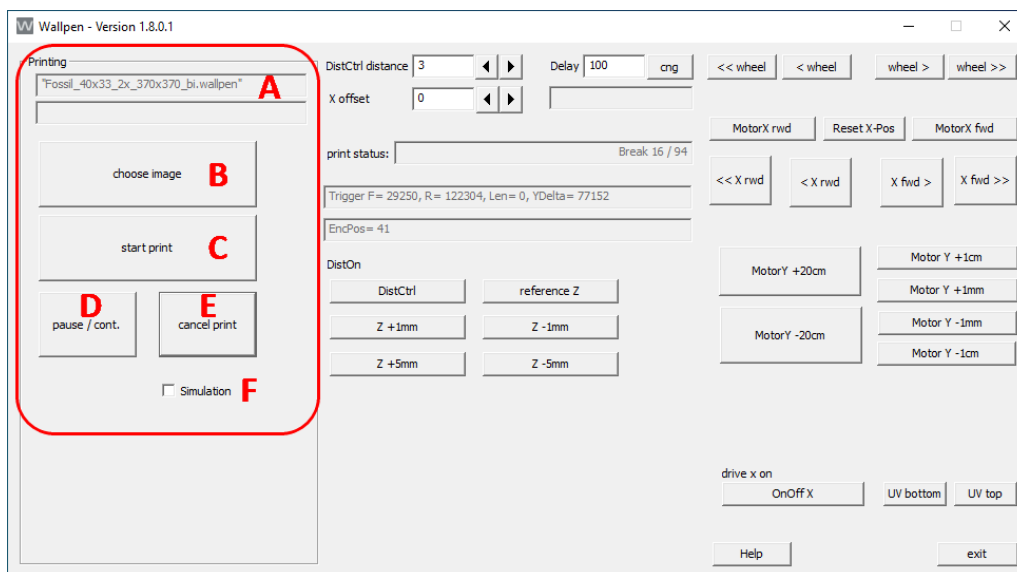 Wallpen - Version 1.8.0.1
Printing
"Fossil_40x33_2x_370x370_bi.wallpen" A
choose image B
start print C
D
pause / cont.
E
cancel print
Simulation F
DistCtrl distance 3
Delay 100 cng
X offset 0
print status: Break 16 / 94
Trigger F= 29250, R= 122304, Len= 0, YDelta= 77152
EncPos= 41
DistOn
DistCtrl reference Z
Z +1mm Z -1mm
Z +5mm Z -5mm
<< wheel < wheel wheel > wheel >>
MotorX rwd Reset X-Pos MotorX fwd
<< X rwd < X rwd X fwd > X fwd >>
MotorY +20cm
MotorY -20cm
Motor Y +1cm
Motor Y +1mm
Motor Y -1mm
Motor Y -1cm
drive x on
OnOff X UV bottom UV top
Help exit